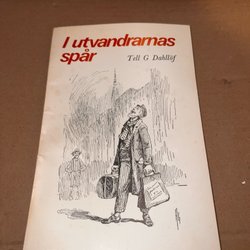 I utvandrarnas
spår
Tell G Dahllöf